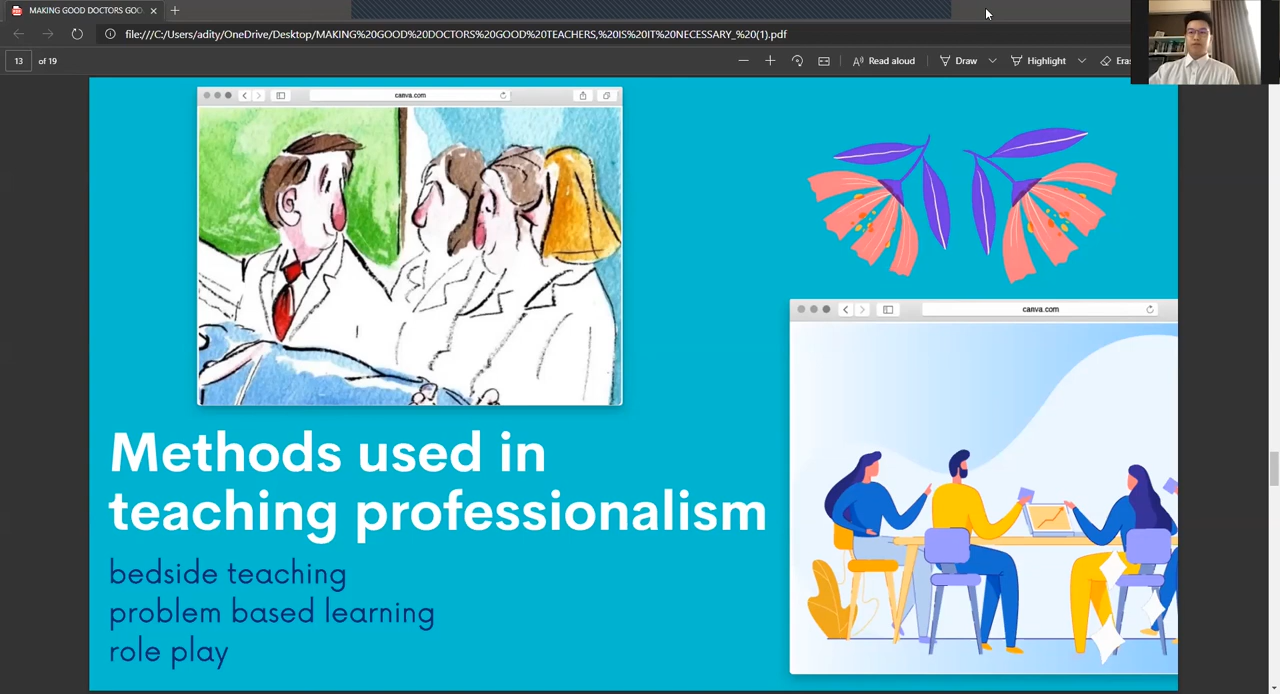 MAKING GOOD DOCTORS GOO
file:///C:/Users/adity/OneDrive/Desktop/MAKING%20GOOD%20DOCTORS%20GOOD%20TEACHERS,%20IS%20IT%20NECESSARY_%20(1).pdf
13 of 19
Read aloud
Draw
Highlight
Eras
canva.com
canva.com
Methods used in
teaching professionalism
bedside teaching
problem based learning
role play